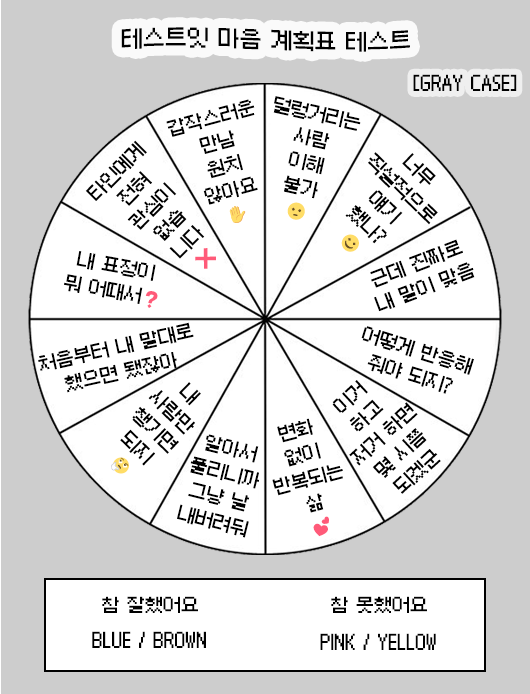 테스트잇 마음 계획표 테스트
[GRAY CASE]
덜렁거리는
사람
이해
불가
너무
직설적으로
얘기
했나?
근데 진짜로
내 말이 맞음
어떻게 반응해
줘야 되지?
이거
하고
저거 하면
몇 시쯤
되겠군
변화
없이
반복되는
삶
알아서
풀리니까
그냥 날
내버려둬
내
사람만
챙기면
되지
처음부터 내 말대로
했으면 됐잖아
내 표정이
뭐 어때서?
타인에게
전혀
관심이
없습니다
갑작스러운
만남
원치
않아요
참 잘했어요
BLUE / BROWN
참 못했어요
PINK / YELLOW